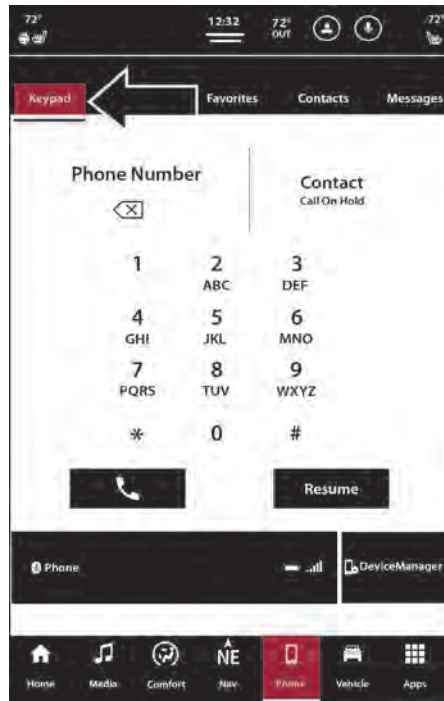 72° 12:32 72° OUT 72°
Keypad Favorites Contacts Messages
Phone Number
Contact
Call On Hold
1 2 3
ABC DEF
4 5 6
GHI JKL MNO
7 8 9
PQRS TUV WXYZ
* 0 #
Resume
Phone DeviceManager
NE
Home Media Comfort Nav Phone Vehicle Apps